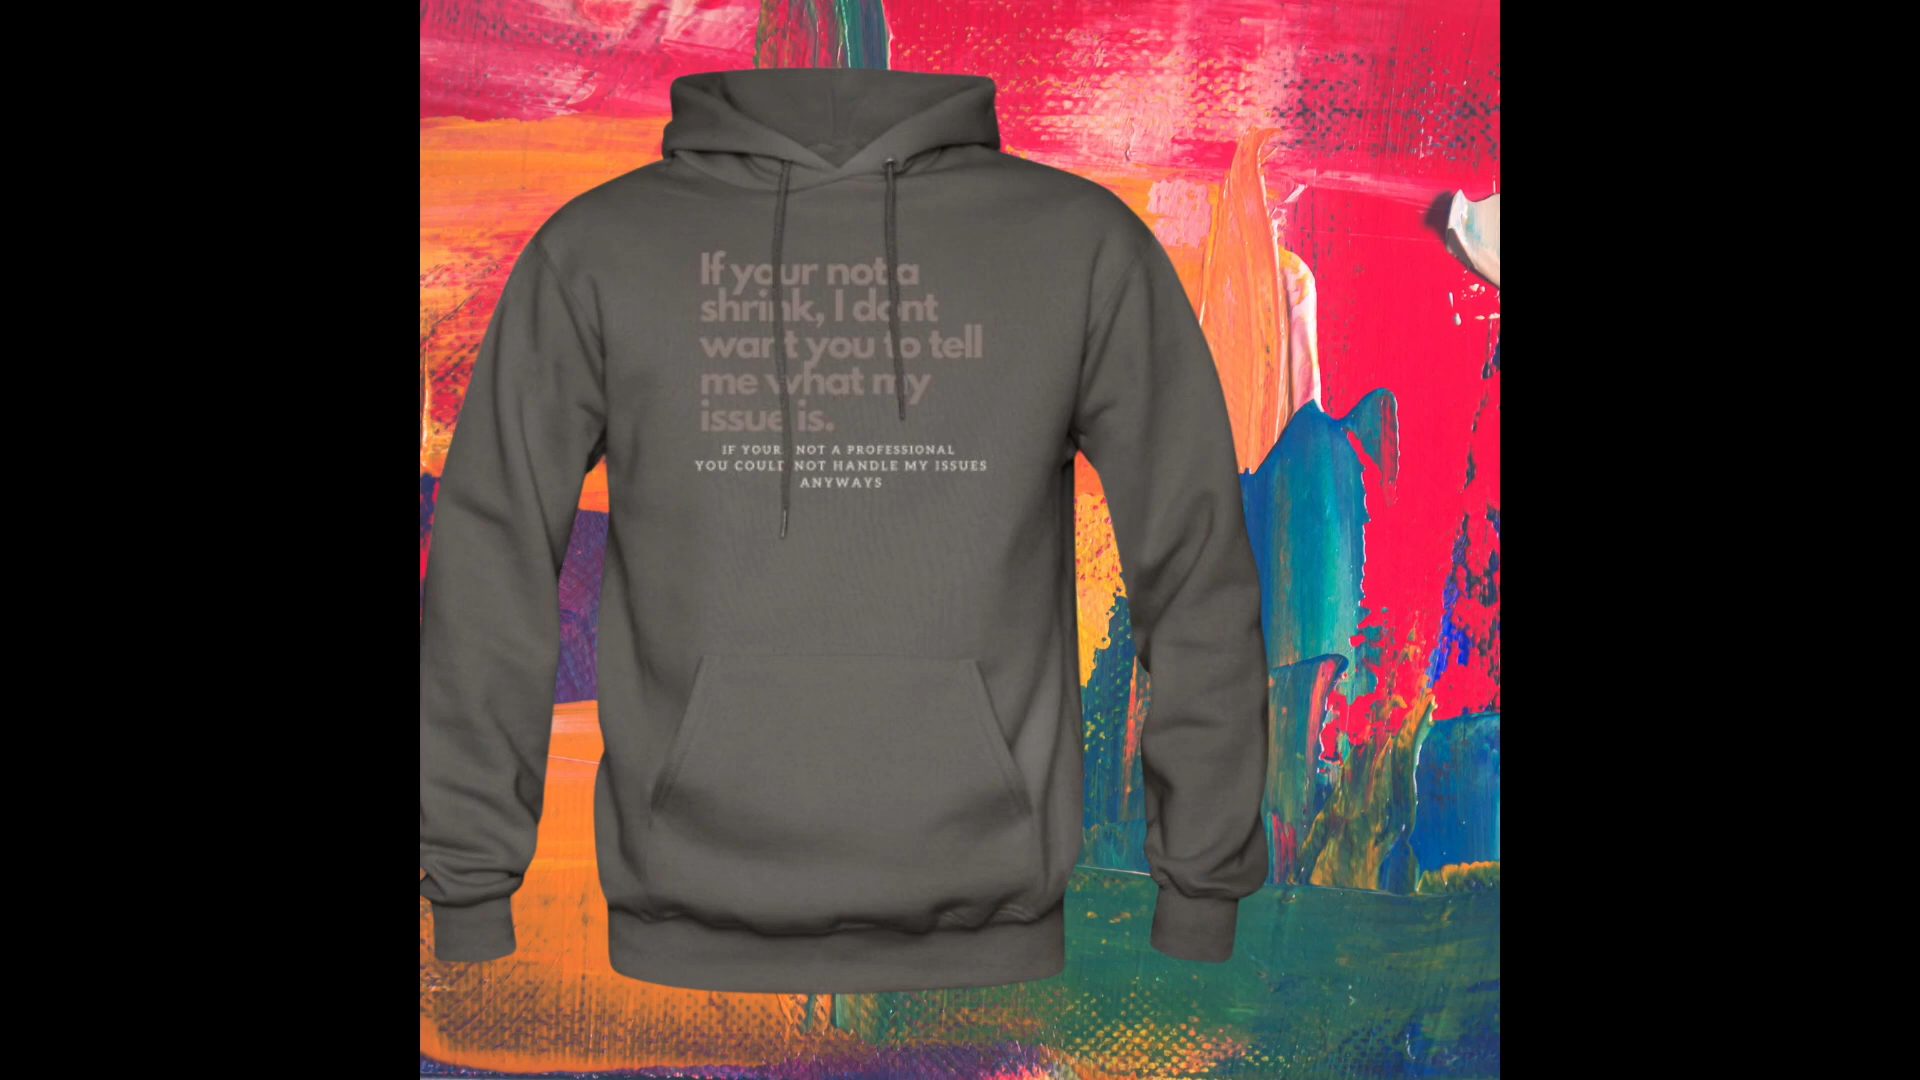 If your not a
shrink, I dont
want you to tell
me what my
issue is.
IF YOUR NOT A PROFESSIONAL
YOU COULD NOT HANDLE MY ISSUES
ANYWAYS